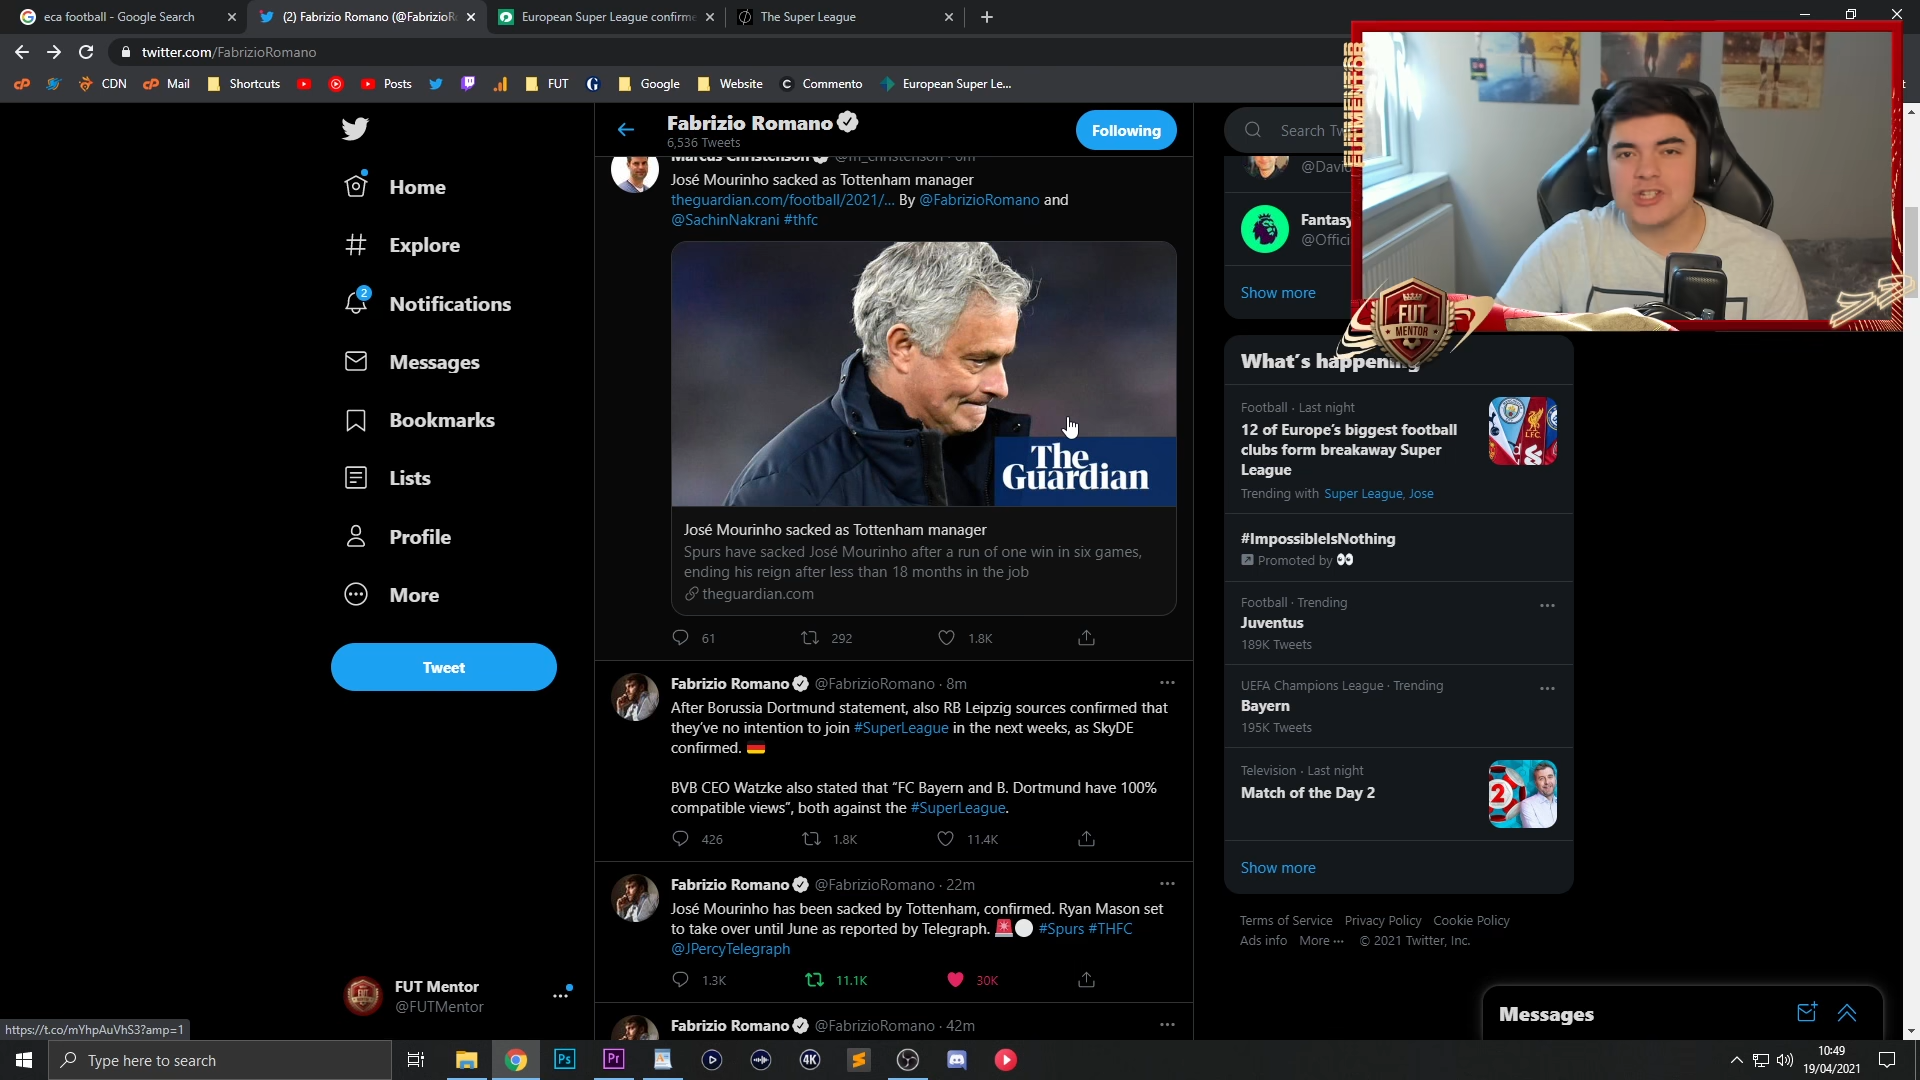 eca football - Google Search
(2) Fabrizio Romano (@FabrizioR
European Super League confirme
The Super League
twitter.com/FabrizioRomano
CDN
Mail
Shortcuts
Posts
FUT
Google
Website
Commento
European Super Le...
Home
Explore
2
Notifications
Messages
Bookmarks
Lists
Profile
More
Tweet
FUT Mentor
@FUTMentor
https://t.co/mYhpAuVhS3?amp=1
Fabrizio Romano
6,536 Tweets
Following
Marcus Christenson @m_christenson · 6m
José Mourinho sacked as Tottenham manager
theguardian.com/football/2021/... By @FabrizioRomano and
@SachinNakrani #thfc
The
Guardian
José Mourinho sacked as Tottenham manager
Spurs have sacked José Mourinho after a run of one win in six games,
ending his reign after less than 18 months in the job
theguardian.com
61 292 1.8K
Fabrizio Romano @FabrizioRomano · 8m
After Borussia Dortmund statement, also RB Leipzig sources confirmed that
they've no intention to join #SuperLeague in the next weeks, as SkyDE
confirmed.
BVB CEO Watzke also stated that “FC Bayern and B. Dortmund have 100%
compatible views”, both against the #SuperLeague.
426 1.8K 11.4K
Fabrizio Romano @FabrizioRomano · 22m
José Mourinho has been sacked by Tottenham, confirmed. Ryan Mason set
to take over until June as reported by Telegraph. #Spurs #THFC
@JPercyTelegraph
1.3K 11.1K 30K
Fabrizio Romano @FabrizioRomano · 42m
Search Tw
@David
Fantasy
@Offici
Show more
FUTMENTOR
FUT
MENTOR
22
What's happening
Football · Last night
12 of Europe's biggest football
clubs form breakaway Super
League
Trending with Super League, Jose
#ImpossibleIsNothing
Promoted by
Football · Trending
Juventus
189K Tweets
UEFA Champions League · Trending
Bayern
195K Tweets
Television · Last night
Match of the Day 2
2
Show more
Terms of Service Privacy Policy Cookie Policy
Ads info More ··· © 2021 Twitter, Inc.
Messages
Type here to search
Ps
Pr
4K
10:49
19/04/2021